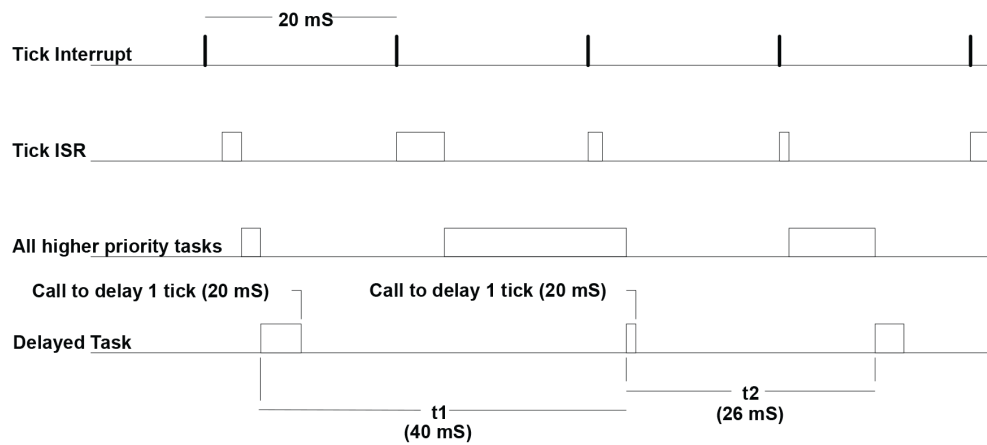 20 mS
Tick Interrupt
Tick ISR
All higher priority tasks
Call to delay 1 tick (20 mS)
Call to delay 1 tick (20 mS)
Delayed Task
t1
(40 mS)
t2
(26 mS)